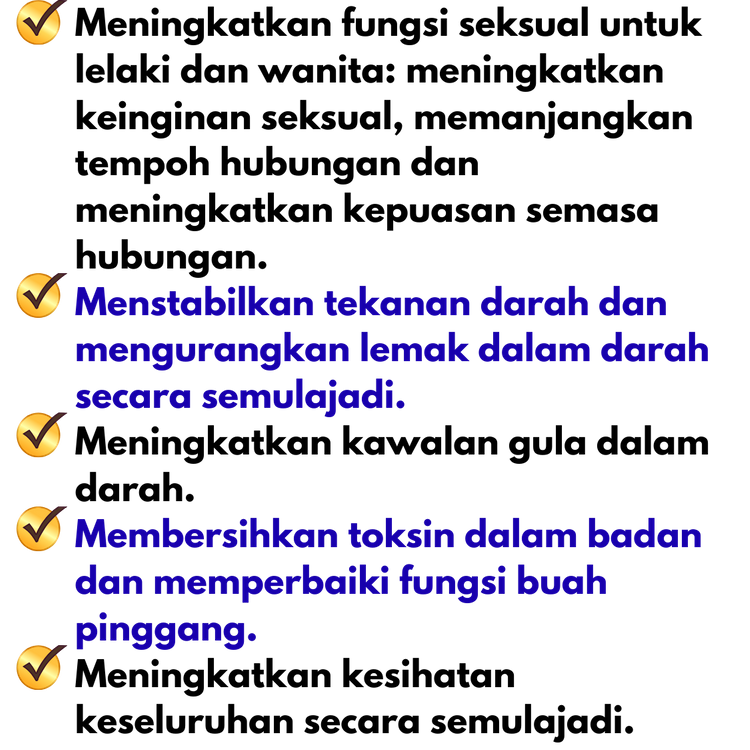 Meningkatkan fungsi seksual untuk
lelaki dan wanita: meningkatkan
keinginan seksual, memanjangkan
tempoh hubungan dan
meningkatkan kepuasan semasa
hubungan.
Menstabilkan tekanan darah dan
mengurangkan lemak dalam darah
secara semulajadi.
Meningkatkan kawalan gula dalam
darah.
Membersihkan toksin dalam badan
dan memperbaiki fungsi buah
pinggang.
Meningkatkan kesihatan
keseluruhan secara semulajadi.